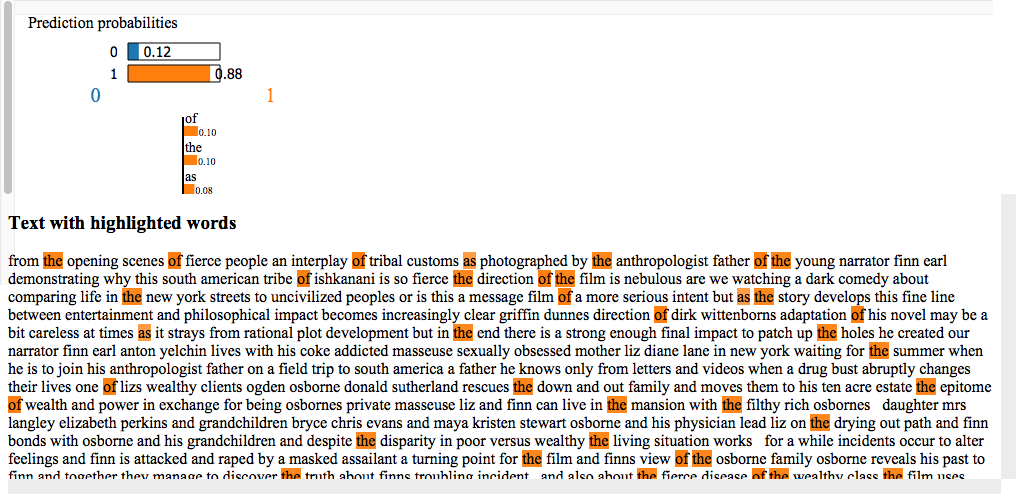 Prediction probabilities
0 0.12
1 0.88
0 1
of
0.10
the
0.10
as
0.08
Text with highlighted words
from the opening scenes of fierce people an interplay of tribal customs as photographed by the anthropologist father of the young narrator finn earl
demonstrating why this south american tribe of ishkanani is so fierce the direction of the film is nebulous are we watching a dark comedy about
comparing life in the new york streets to uncivilized peoples or is this a message film of a more serious intent but as the story develops this fine line
between entertainment and philosophical impact becomes increasingly clear griffin dunnes direction of dirk wittenborns adaptation of his novel may be a
bit careless at times as it strays from rational plot development but in the end there is a strong enough final impact to patch up the holes he created our
narrator finn earl anton yelchin lives with his coke addicted masseuse sexually obsessed mother liz diane lane in new york waiting for the summer when
he is to join his anthropologist father on a field trip to south america a father he knows only from letters and videos when a drug bust abruptly changes
their lives one of lizs wealthy clients ogden osborne donald sutherland rescues the down and out family and moves them to his ten acre estate the epitome
of wealth and power in exchange for being osbornes private masseuse liz and finn can live in the mansion with the filthy rich osbornes daughter mrs
langley elizabeth perkins and grandchildren bryce chris evans and maya kristen stewart osborne and his physician lead liz on the drying out path and finn
bonds with osborne and his grandchildren and despite the disparity in poor versus wealthy the living situation works for a while incidents occur to alter
feelings and finn is attacked and raped by a masked assailant a turning point for the film and finns view of the osborne family osborne reveals his past to
finn and together they manage to discover the truth about finns troubling incident and also about the fierce disease of the wealthy class the film uses